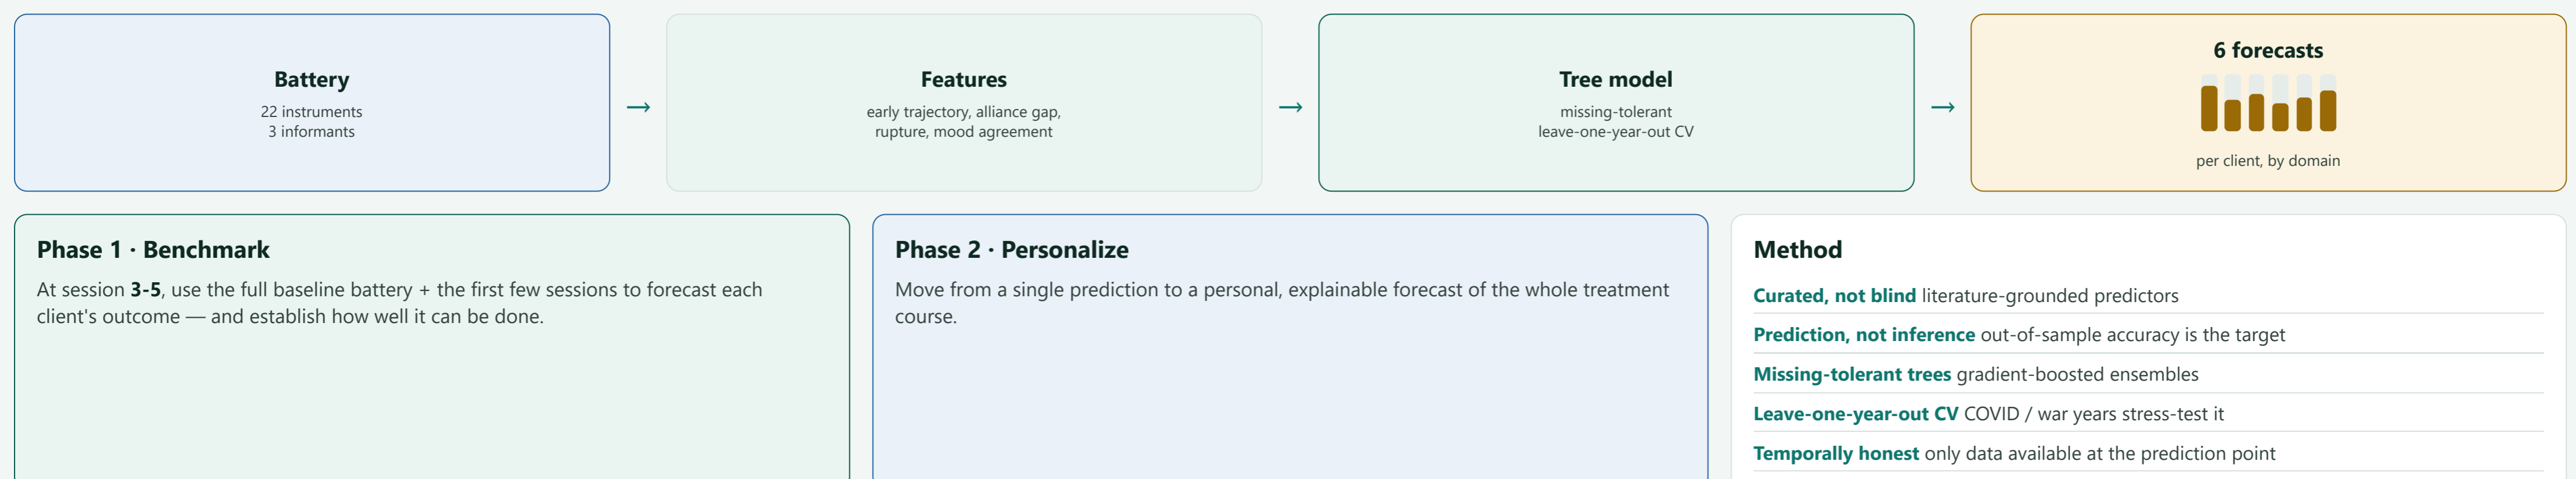 Battery
22 instruments
3 informants
→
Features
early trajectory, alliance gap,
rupture, mood agreement
→
Tree model
missing-tolerant
leave-one-year-out CV
→
6 forecasts
per client, by domain
Phase 1 · Benchmark
At session 3-5, use the full baseline battery + the first few sessions to forecast each
client's outcome — and establish how well it can be done.
Phase 2 · Personalize
Move from a single prediction to a personal, explainable forecast of the whole treatment
course.
Method
Curated, not blind literature-grounded predictors
Prediction, not inference out-of-sample accuracy is the target
Missing-tolerant trees gradient-boosted ensembles
Leave-one-year-out CV COVID / war years stress-test it
Temporally honest only data available at the prediction point